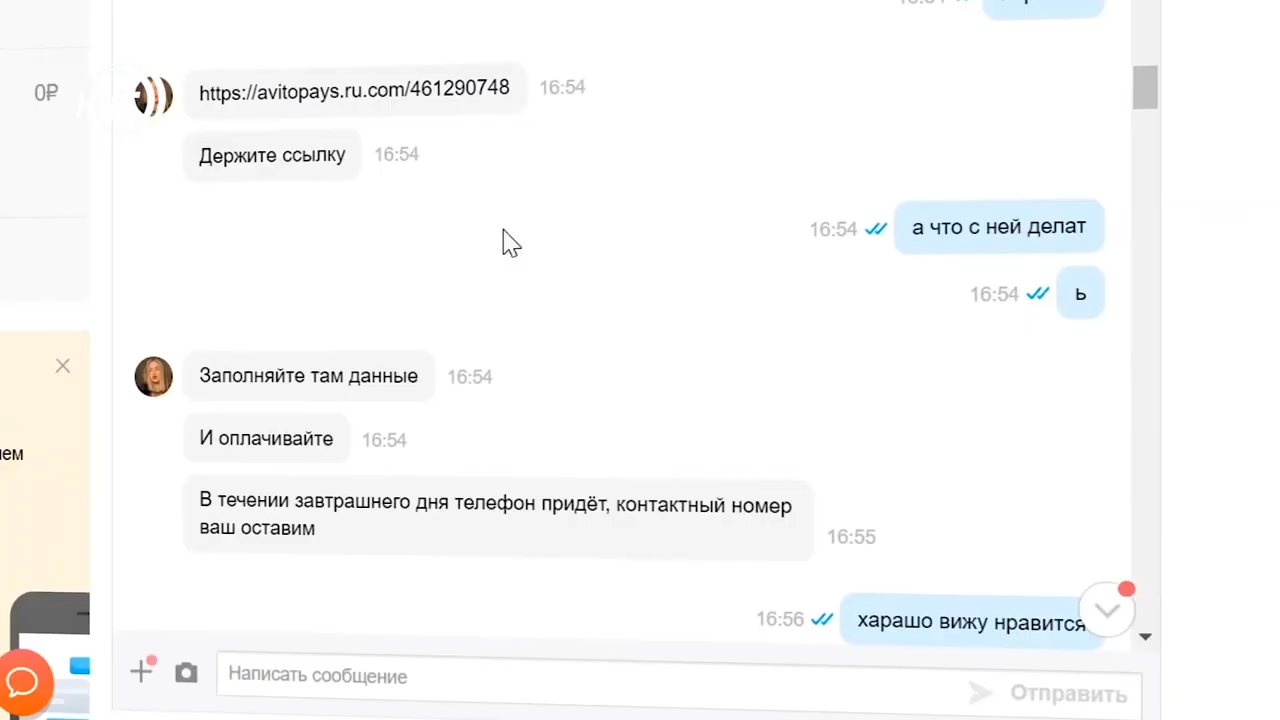 https://avitopays.ru.com/461290748 16:54
0₽
Держите ссылку 16:54
16:54 а что с ней делат
16:54 ь
Заполняйте там данные 16:54
И оплачивайте 16:54
В течении завтрашнего дня телефон придёт, контактный номер
ваш оставим 16:55
16:56 харашо вижу нравится
Написать сообщение
Отправить